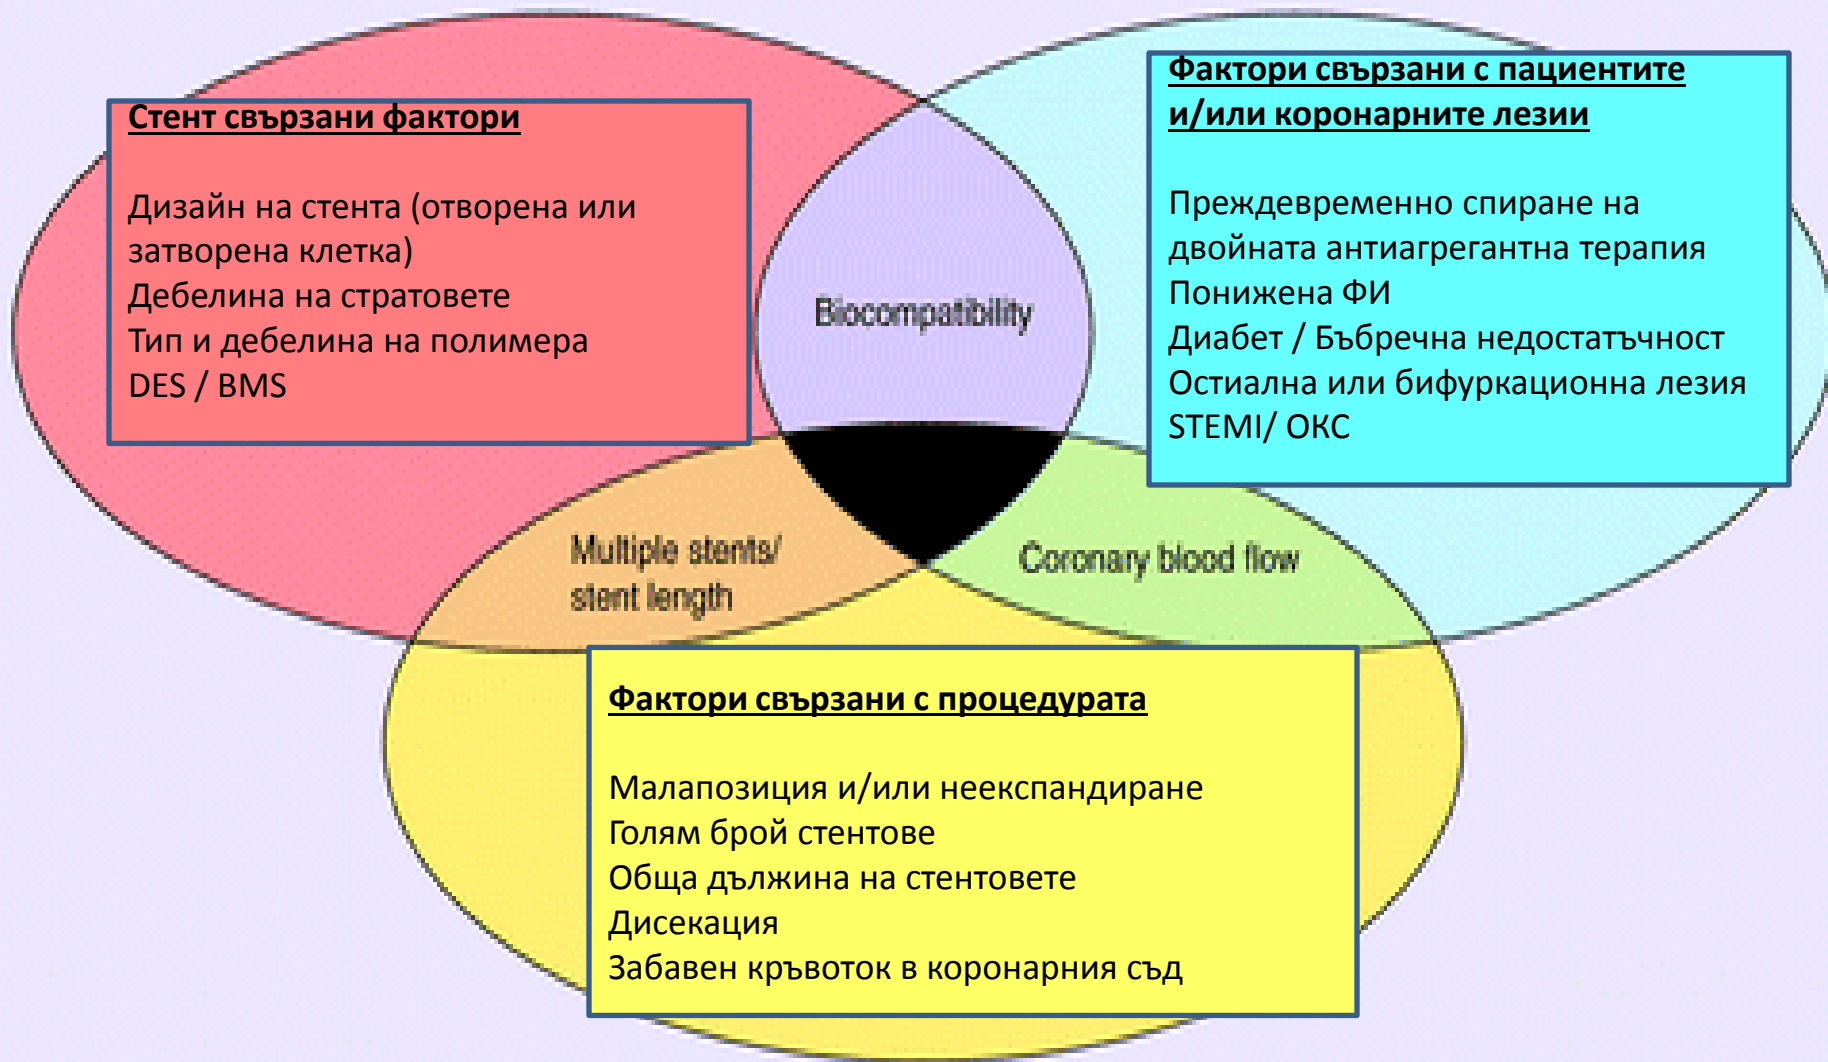 Стент свързани фактори
Дизайн на стента (отворена или
затворена клетка)
Дебелина на стратовете
Тип и дебелина на полимера
DES / BMS
Фактори свързани с пациентите
и/или коронарните лезии
Преждевременно спиране на
двойната антиагрегантна терапия
Понижена ФИ
Диабет / Бъбречна недостатъчност
Остиална или бифуркационна лезия
STEMI/ ОКС
Biocompatibility
Multiple stents/
stent length
Coronary blood flow
Фактори свързани с процедурата
Малапозиция и/или неекспандиране
Голям брой стентове
Обща дължина на стентовете
Дисекация
Забавен кръвоток в коронарния съд